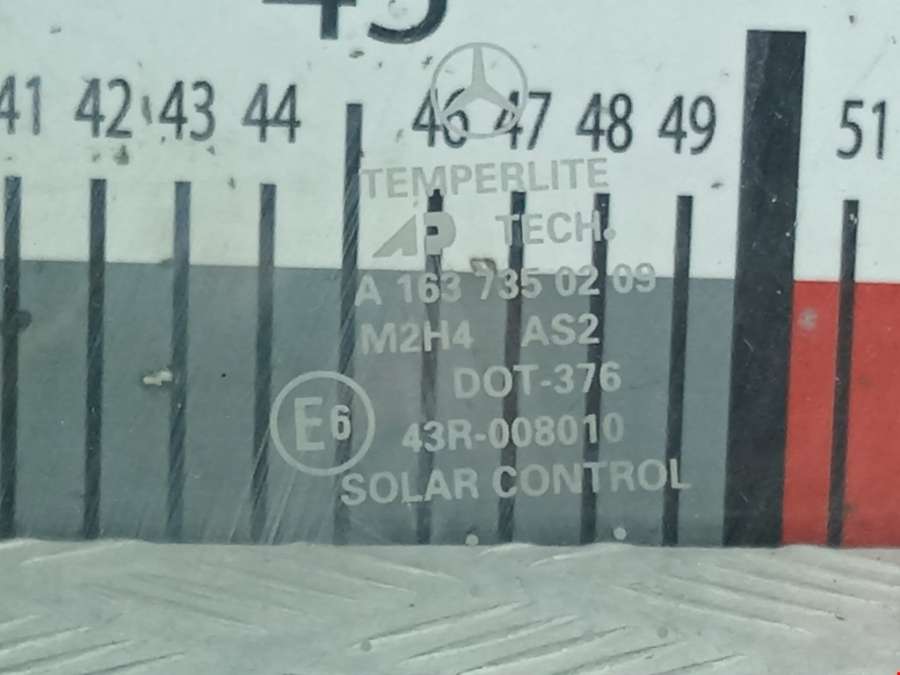 45
41 42 43 44 46 47 48 49 51
TEMPERLITE
AP TECH.
A 163 735 02 09
M2H4 AS2
DOT-376
E6 43R-008010
SOLAR CONTROL